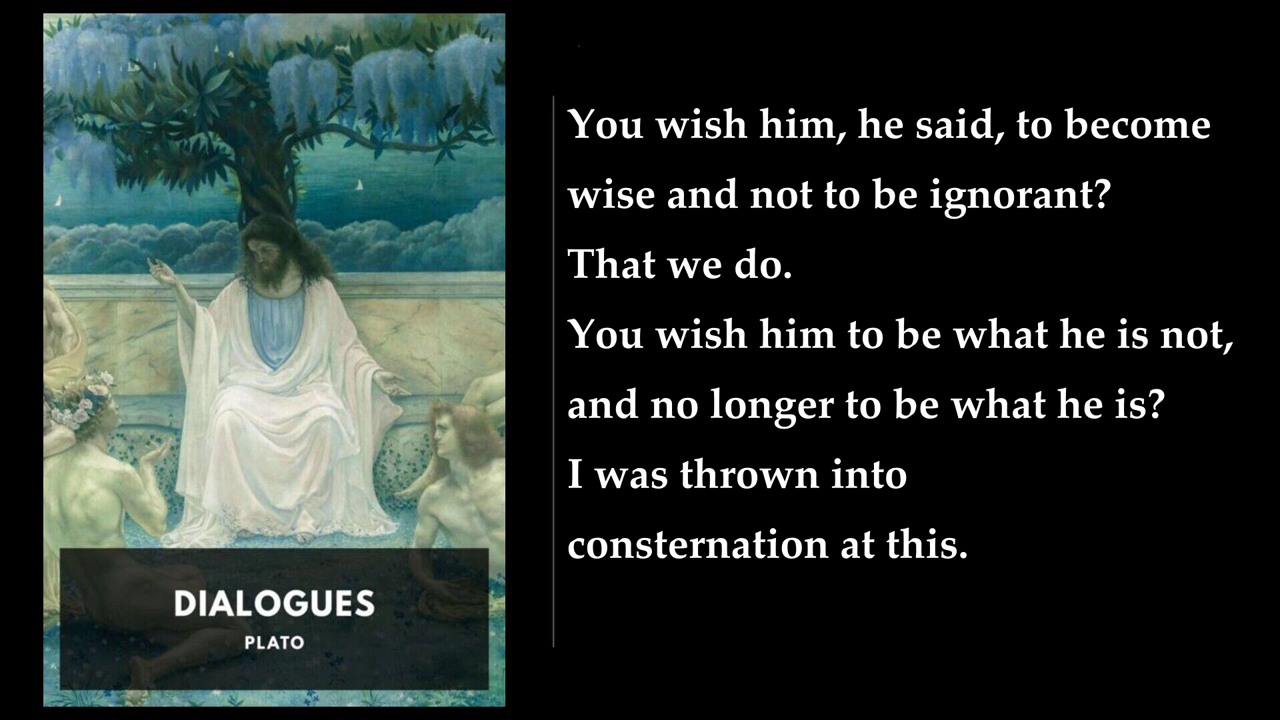 You wish him, he said, to become
wise and not to be ignorant?
That we do.
You wish him to be what he is not,
and no longer to be what he is?
I was thrown into
consternation at this.
DIALOGUES
PLATO